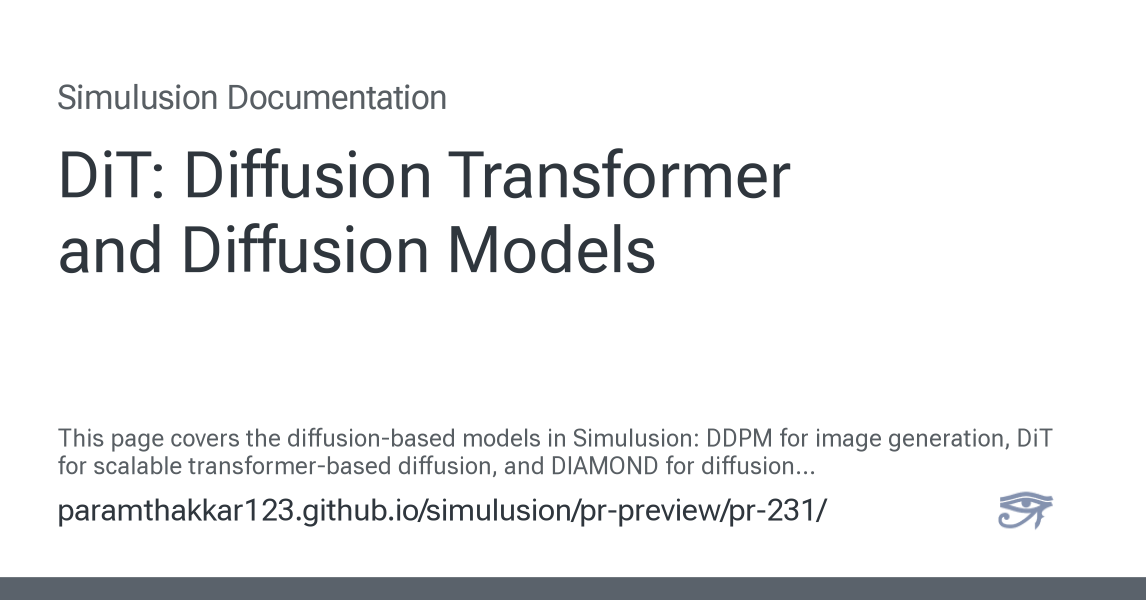 Simulusion Documentation
DiT: Diffusion Transformer
and Diffusion Models
This page covers the diffusion-based models in Simulusion: DDPM for image generation, DiT
for scalable transformer-based diffusion, and DIAMOND for diffusion...
paramthakkar123.github.io/simulusion/pr-preview/pr-231/